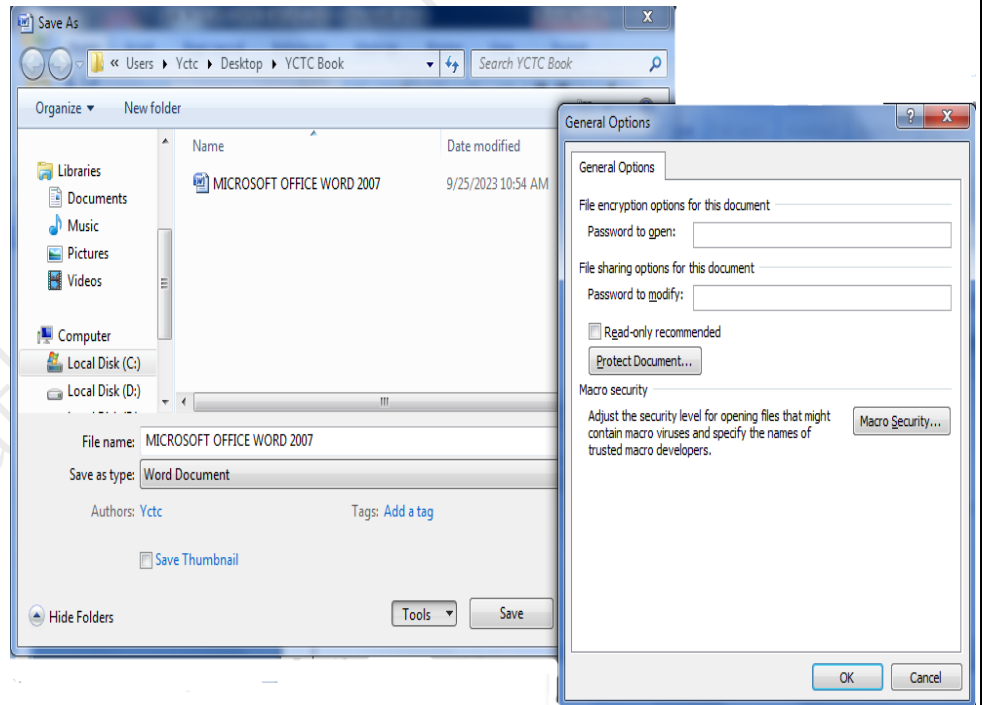 Save As
X
« Users ▸ Yctc ▸ Desktop ▸ YCTC Book
Search YCTC Book
Organize ▾ New folder
Name Date modified
Libraries
MICROSOFT OFFICE WORD 2007 9/25/2023 10:54 AM
Documents
Music
Pictures
Videos
Computer
Local Disk (C:)
Local Disk (D:)
File name: MICROSOFT OFFICE WORD 2007
Save as type: Word Document
Authors: Yctc Tags: Add a tag
Save Thumbnail
Hide Folders Tools ▾ Save
General Options
? X
General Options
File encryption options for this document
Password to open:
File sharing options for this document
Password to modify:
Read-only recommended
Protect Document...
Macro security
Adjust the security level for opening files that might
contain macro viruses and specify the names of
trusted macro developers.
Macro Security...
OK Cancel